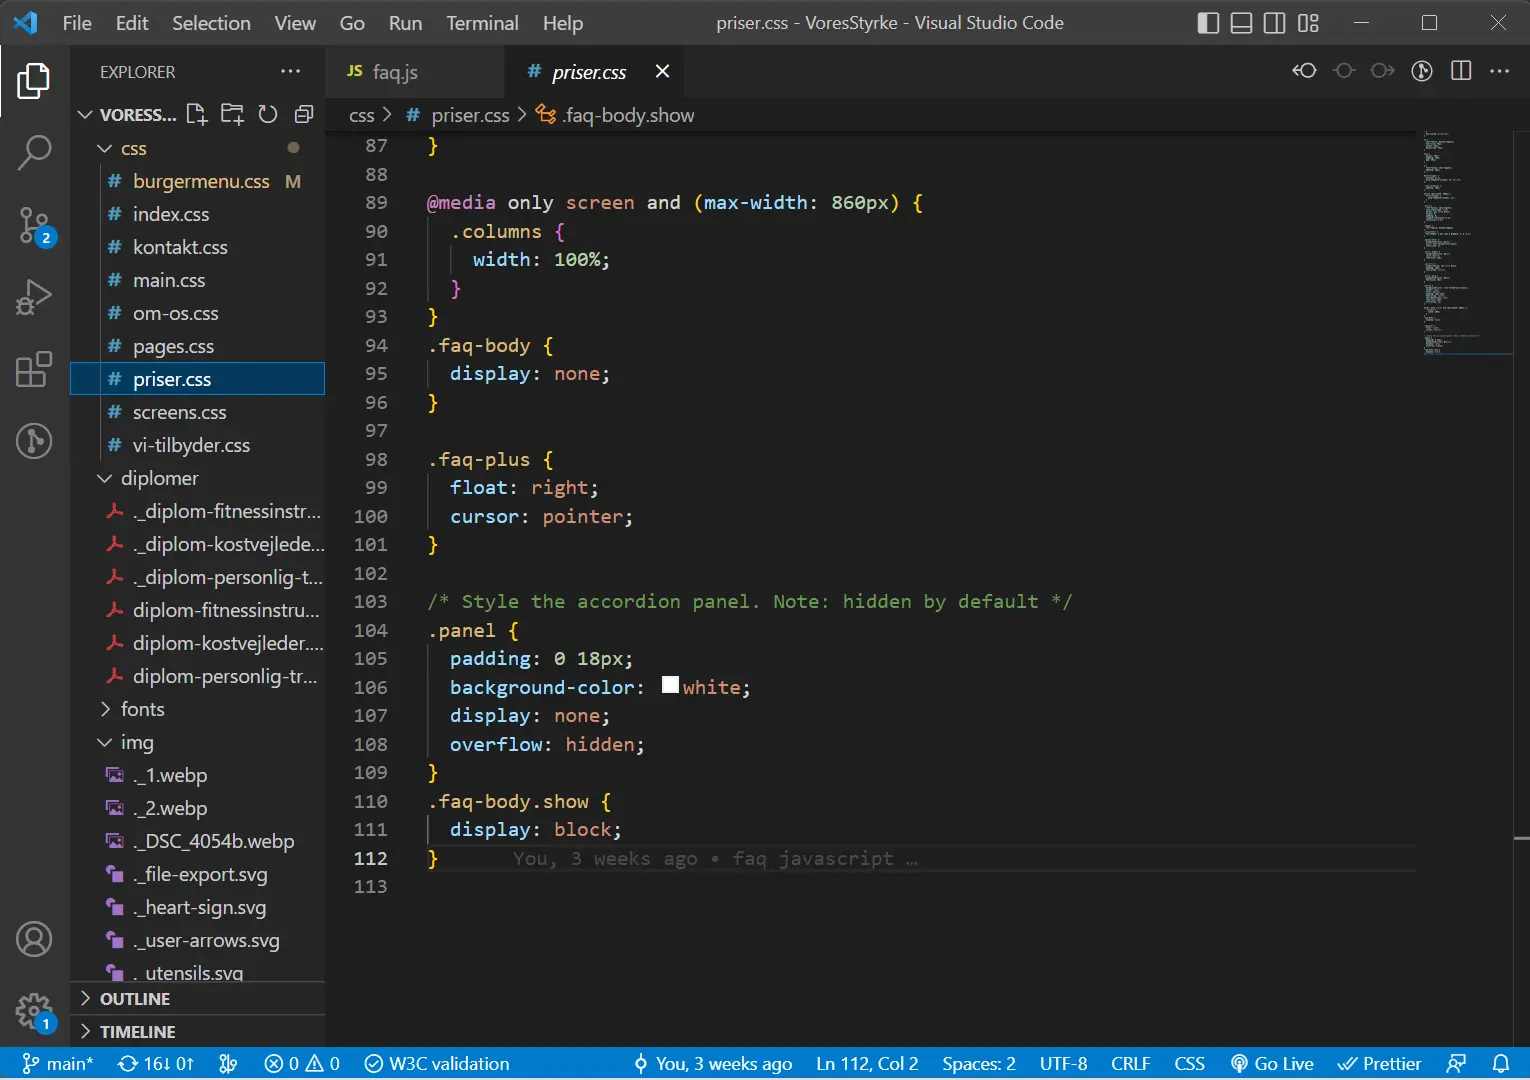 File Edit Selection View Go Run Terminal Help priser.css - VoresStyrke - Visual Studio Code
EXPLORER
VORESS...
css
# burgermenu.css M
# index.css
# kontakt.css
# main.css
# om-os.css
# pages.css
# priser.css
# screens.css
# vi-tilbyder.css
diplomer
._diplom-fitnessinstr...
._diplom-kostvejlede...
._diplom-personlig-t...
diplom-fitnessinstru...
diplom-kostvejleder....
diplom-personlig-tr...
fonts
img
._1.webp
._2.webp
._DSC_4054b.webp
._file-export.svg
._heart-sign.svg
._user-arrows.svg
._utensils.svg
OUTLINE
TIMELINE
2
1
JS faq.js # priser.css
css > # priser.css > .faq-body.show
87 }
88
89 @media only screen and (max-width: 860px) {
90 .columns {
91 width: 100%;
92 }
93 }
94 .faq-body {
95 display: none;
96 }
97
98 .faq-plus {
99 float: right;
100 cursor: pointer;
101 }
102
103 /* Style the accordion panel. Note: hidden by default */
104 .panel {
105 padding: 0 18px;
106 background-color: white;
107 display: none;
108 overflow: hidden;
109 }
110 .faq-body.show {
111 display: block;
112 } You, 3 weeks ago • faq javascript …
113
main* 16↓ 0↑ 0 0 W3C validation You, 3 weeks ago Ln 112, Col 2 Spaces: 2 UTF-8 CRLF CSS Go Live Prettier